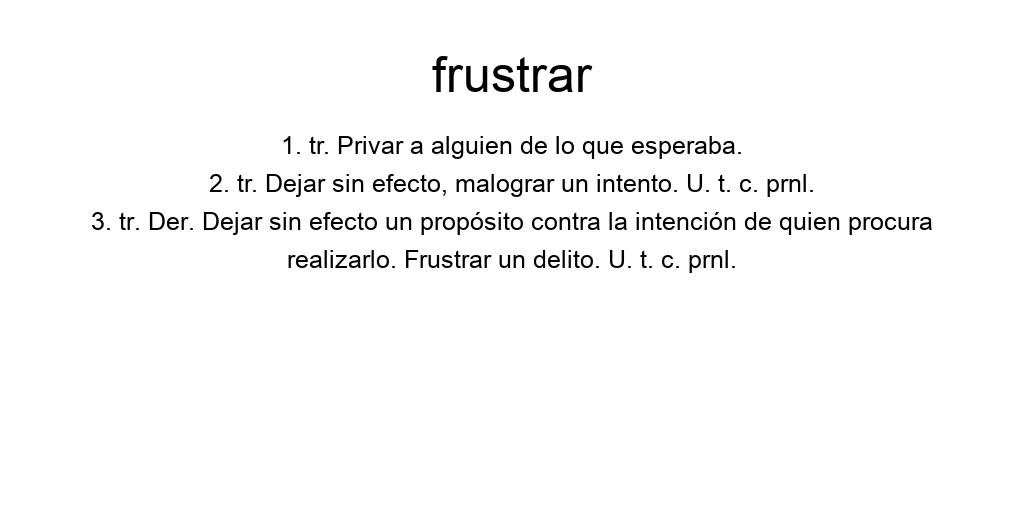 frustrar
1. tr. Privar a alguien de lo que esperaba.
2. tr. Dejar sin efecto, malograr un intento. U. t. c. prnl.
3. tr. Der. Dejar sin efecto un propósito contra la intención de quien procura
realizarlo. Frustrar un delito. U. t. c. prnl.